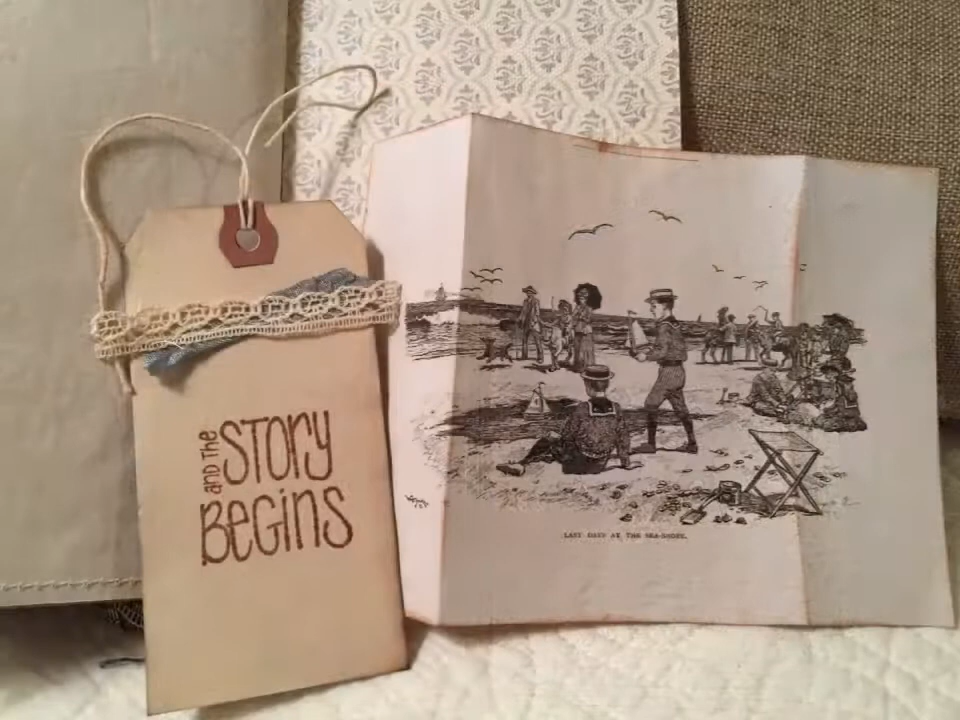 and the
STORY
BEGINS
LAST DAYS AT THE SEA-SHORE.